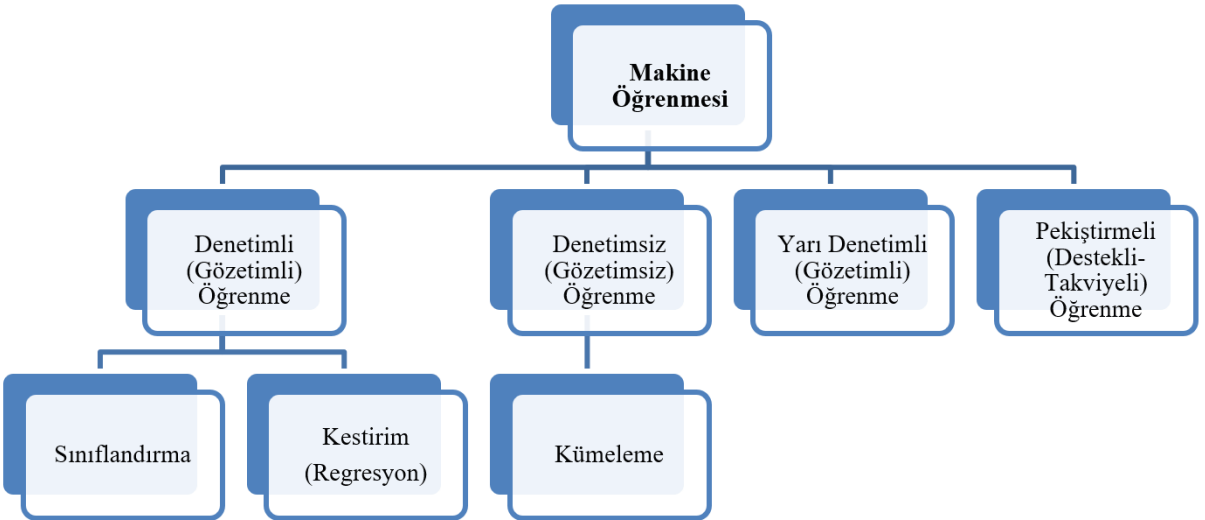 Makine
Öğrenmesi
Denetimli
(Gözetimli)
Öğrenme
Denetimsiz
(Gözetimsiz)
Öğrenme
Yarı Denetimli
(Gözetimli)
Öğrenme
Pekiştirmeli
(Destekli-
Takviyeli)
Öğrenme
Sınıflandırma
Kestirim
(Regresyon)
Kümeleme